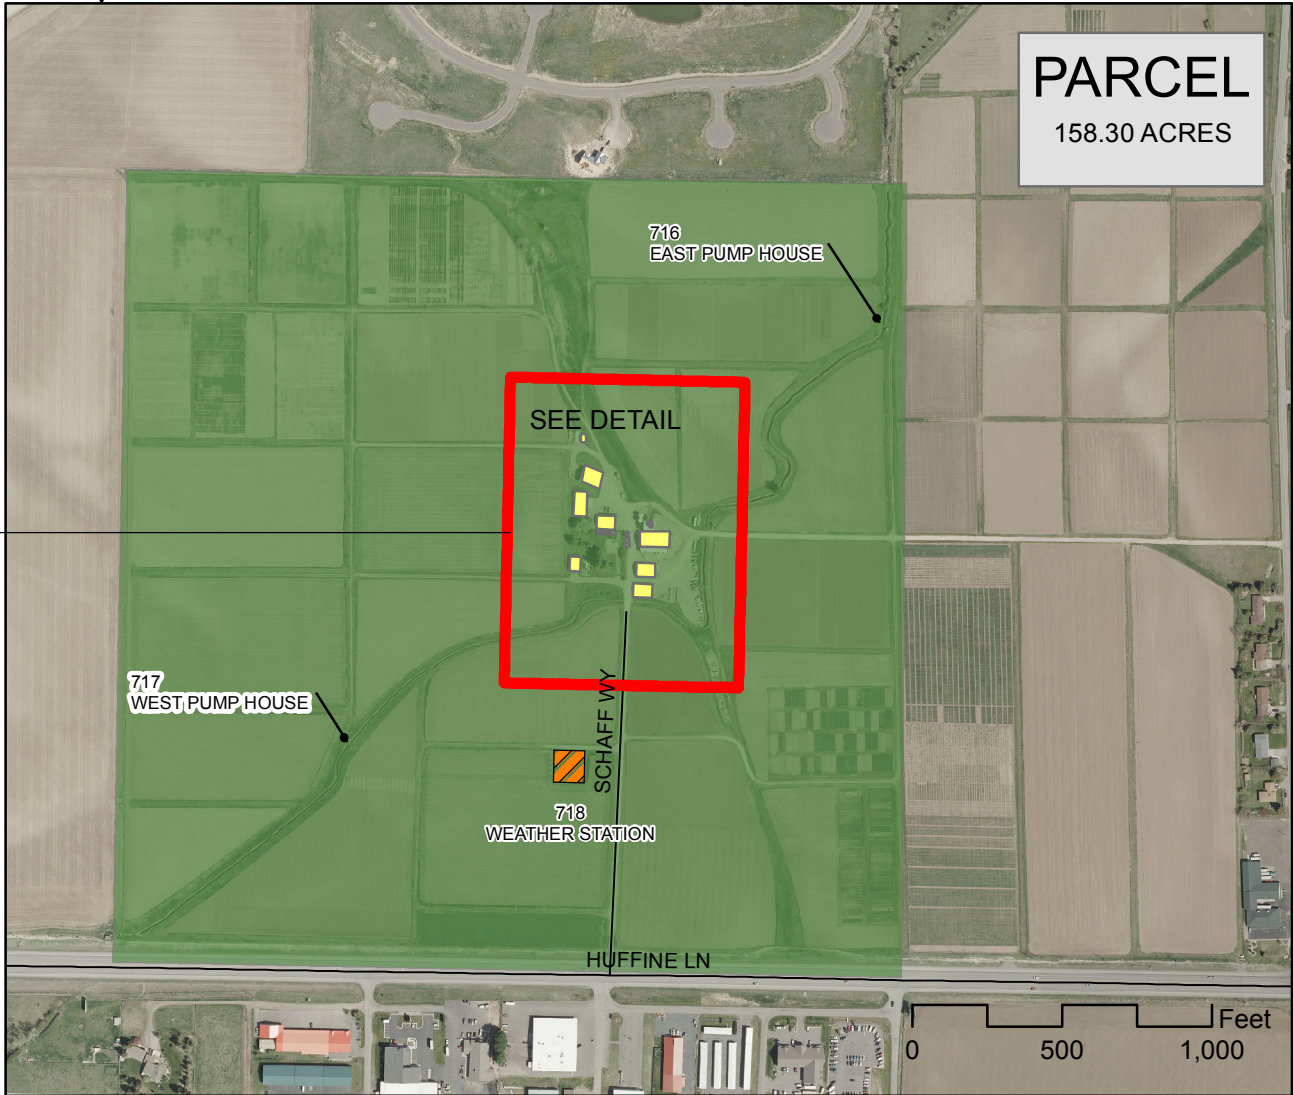 PARCEL
158.30 ACRES
716
EAST PUMP HOUSE
SEE DETAIL
717
WEST PUMP HOUSE
SCHAFF WY
718
WEATHER STATION
HUFFINE LN
Feet
0 500 1,000